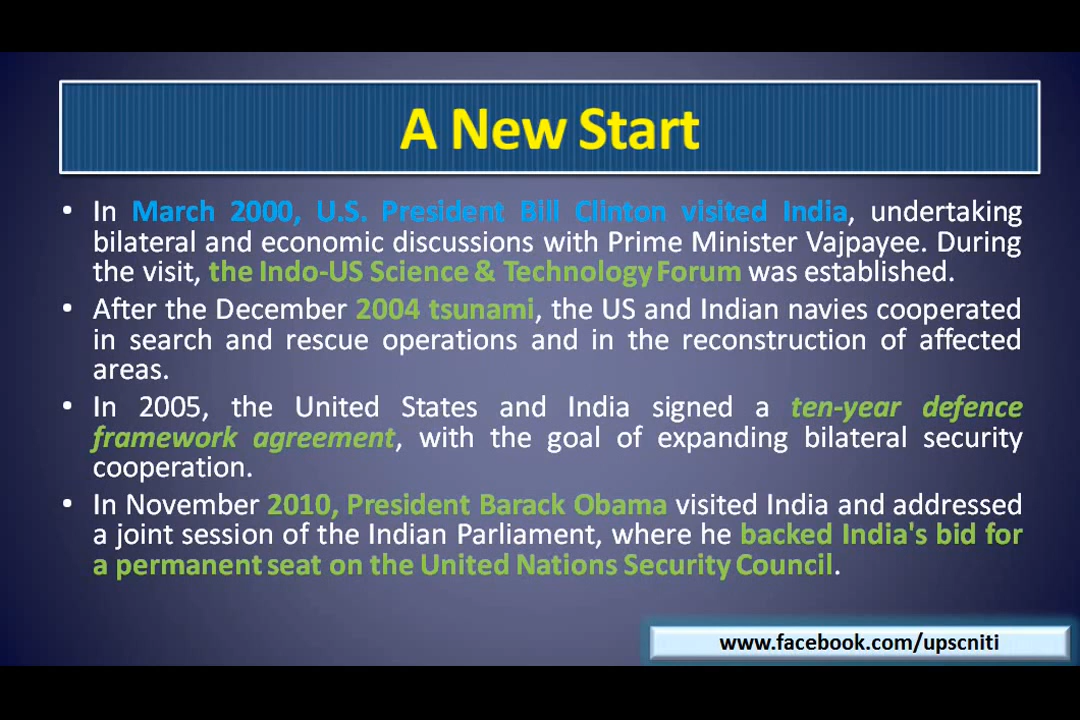 A New Start
• In March 2000, U.S. President Bill Clinton visited India, undertaking
bilateral and economic discussions with Prime Minister Vajpayee. During
the visit, the Indo-US Science & Technology Forum was established.
• After the December 2004 tsunami, the US and Indian navies cooperated
in search and rescue operations and in the reconstruction of affected
areas.
• In 2005, the United States and India signed a ten-year defence
framework agreement, with the goal of expanding bilateral security
cooperation.
• In November 2010, President Barack Obama visited India and addressed
a joint session of the Indian Parliament, where he backed India's bid for
a permanent seat on the United Nations Security Council.
www.facebook.com/upscniti